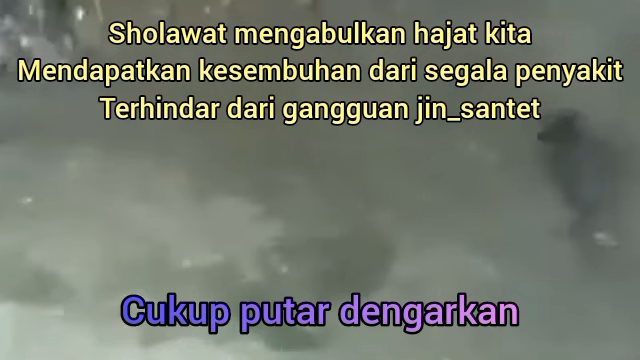 Sholawat mengabulkan hajat kita
Mendapatkan kesembuhan dari segala penyakit
Terhindar dari gangguan jin_santet
Cukup putar dengarkan